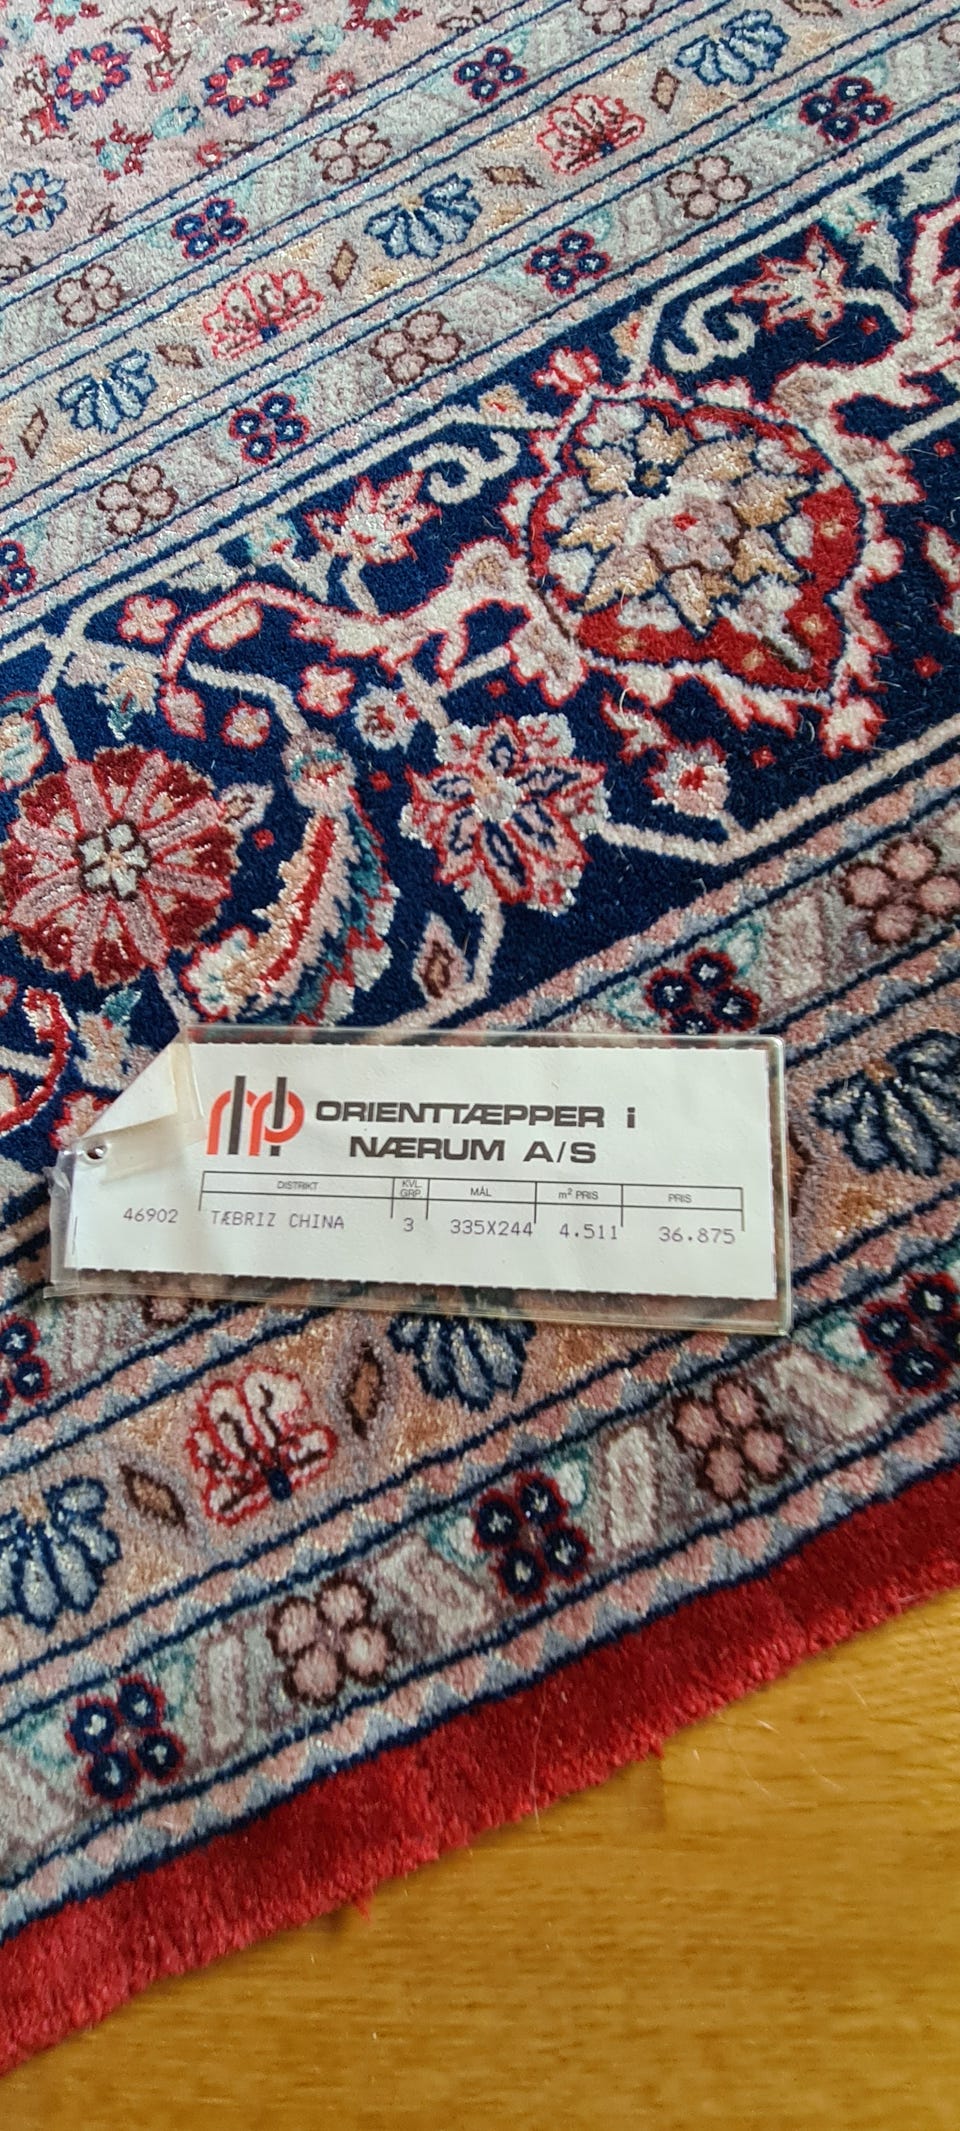 ORIENTTÆPPER i
NÆRUM A/S
DISTRIKT KVL. GRP. MÅL m² PRIS PRIS
46902 TÆBRIZ CHINA 3 335X244 4.511 36.875